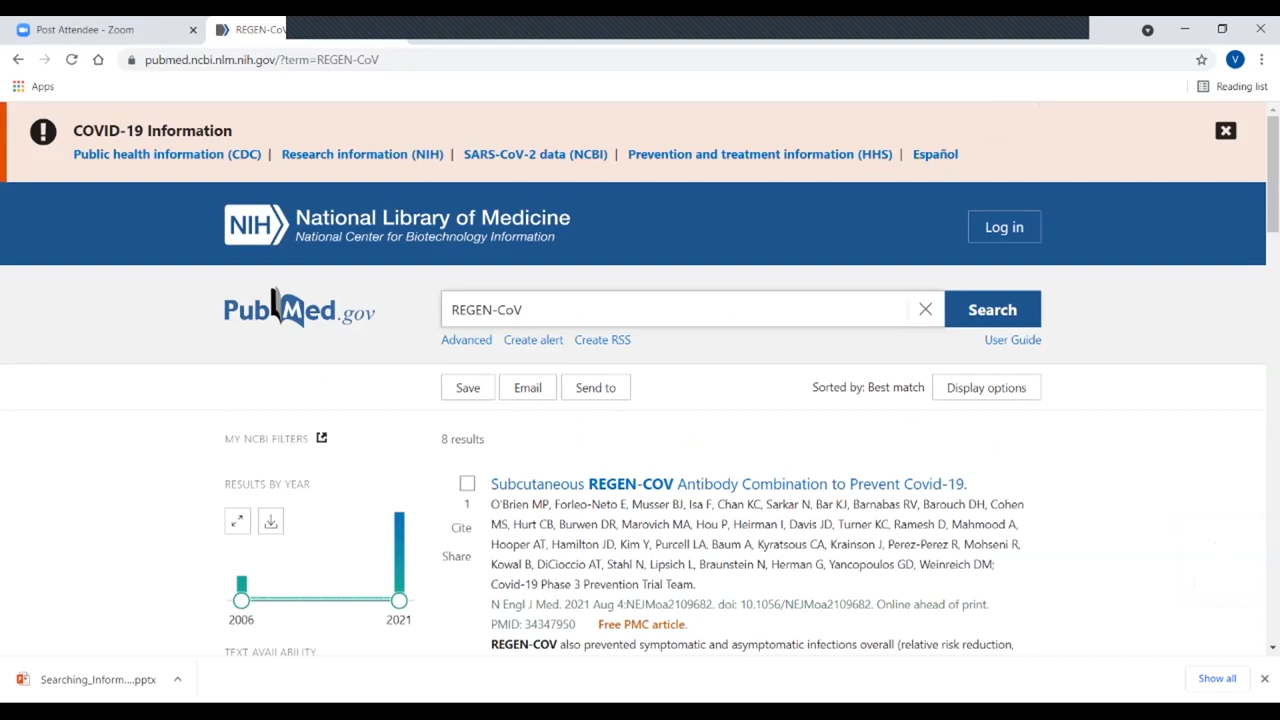 Post Attendee - Zoom
REGEN-CoV
pubmed.ncbi.nlm.nih.gov/?term=REGEN-CoV
V
Apps
Reading list
COVID-19 Information
Public health information (CDC) | Research information (NIH) | SARS-CoV-2 data (NCBI) | Prevention and treatment information (HHS) | Español
NIH
National Library of Medicine
National Center for Biotechnology Information
Log in
PubMed.gov
REGEN-CoV
Search
Advanced Create alert Create RSS
User Guide
Save Email Send to
Sorted by: Best match Display options
MY NCBI FILTERS
8 results
RESULTS BY YEAR
2006 2021
TEXT AVAILABILITY
1
Cite
Share
Subcutaneous REGEN-COV Antibody Combination to Prevent Covid-19.
O'Brien MP, Forleo-Neto E, Musser BJ, Isa F, Chan KC, Sarkar N, Bar KJ, Barnabas RV, Barouch DH, Cohen
MS, Hurt CB, Burwen DR, Marovich MA, Hou P, Heirman I, Davis JD, Turner KC, Ramesh D, Mahmood A,
Hooper AT, Hamilton JD, Kim Y, Purcell LA, Baum A, Kyratsous CA, Krainson J, Perez-Perez R, Mohseni R,
Kowal B, DiCioccio AT, Stahl N, Lipsich L, Braunstein N, Herman G, Yancopoulos GD, Weinreich DM;
Covid-19 Phase 3 Prevention Trial Team.
N Engl J Med. 2021 Aug 4:NEJMoa2109682. doi: 10.1056/NEJMoa2109682. Online ahead of print.
PMID: 34347950 Free PMC article.
REGEN-COV also prevented symptomatic and asymptomatic infections overall (relative risk reduction,
Searching_Inform....pptx
Show all